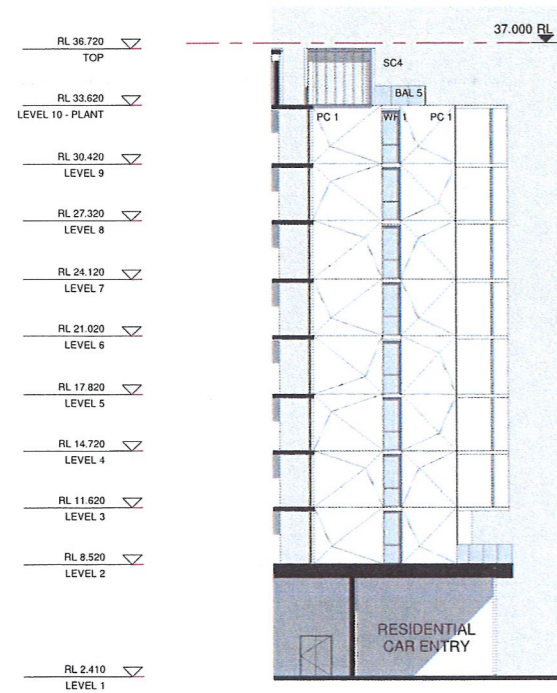 37.000 RL
RL 36.720
TOP
SC4
BAL 5
RL 33.620
LEVEL 10 - PLANT
PC 1
WF 1
PC 1
RL 30.420
LEVEL 9
RL 27.320
LEVEL 8
RL 24.120
LEVEL 7
RL 21.020
LEVEL 6
RL 17.820
LEVEL 5
RL 14.720
LEVEL 4
RL 11.620
LEVEL 3
RL 8.520
LEVEL 2
RESIDENTIAL
CAR ENTRY
RL 2.410
LEVEL 1